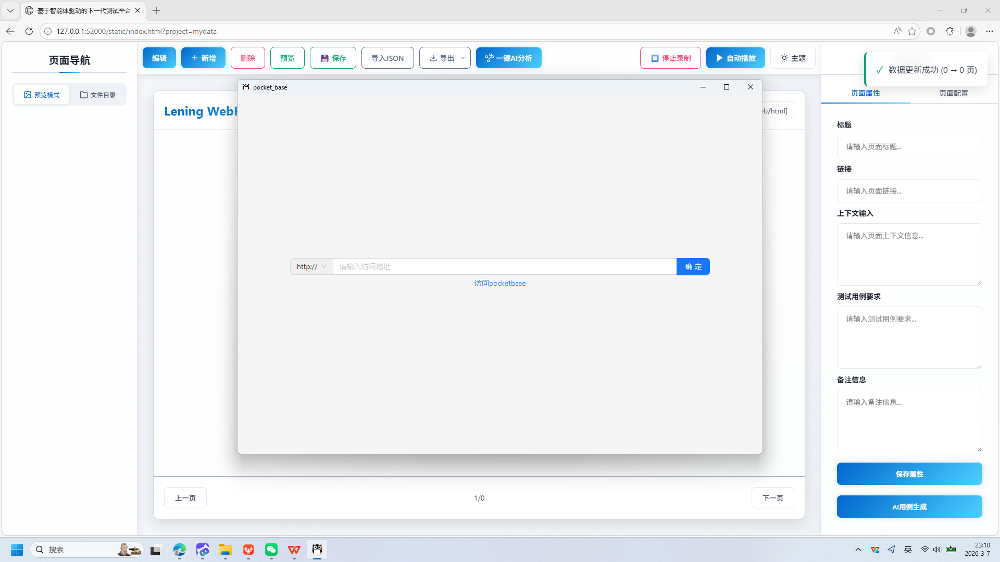 基于智能体驱动的下一代测试平台
127.0.0.1:52000/static/index.html?project=mydata
页面导航
预览模式
文件目录
编辑
新增
删除
预览
保存
导入JSON
导出
一键AI分析
停止录制
自动播放
主题
数据更新成功 (0 → 0 页)
Lening WebP
eb/html]
pocket_base
http://
请输入访问地址
确 定
访问pocketbase
上一页
1/0
下一页
页面属性
页面配置
标题
请输入页面标题...
链接
请输入页面链接...
上下文输入
请输入页面上下文信息...
测试用例要求
请输入测试用例要求...
备注信息
请输入备注信息...
保存属性
AI用例生成
搜索
英
23:10
2026-3-7